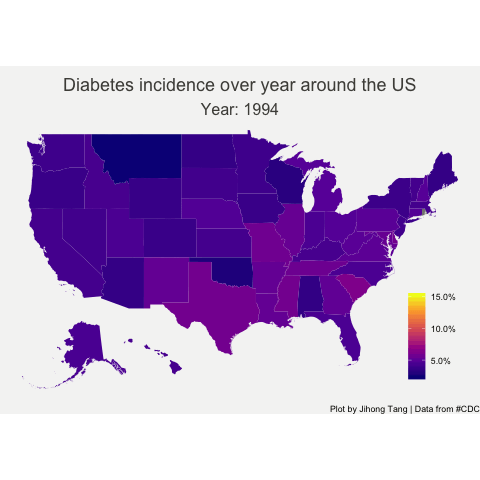 Diabetes incidence over year around the US
Year: 1994
15.0%
10.0%
5.0%
Plot by Jihong Tang | Data from #CDC